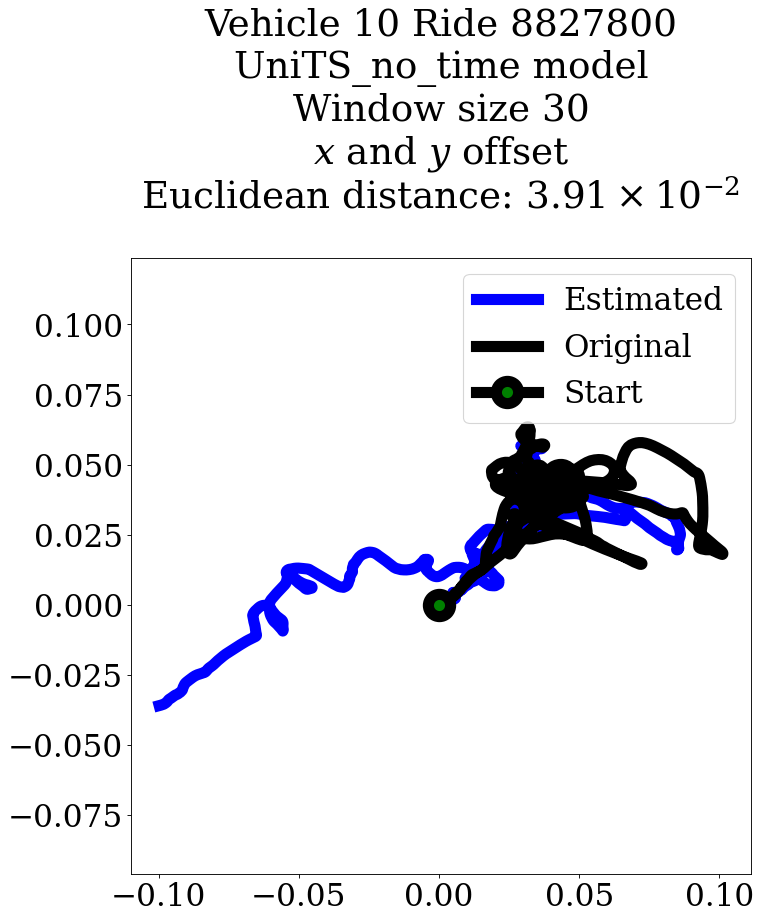 Vehicle 10 Ride 8827800
UniTS_no_time model
Window size 30
x and y offset
Euclidean distance: 3.91 × 10⁻²
Estimated
Original
Start
0.100
0.075
0.050
0.025
0.000
−0.025
−0.050
−0.075
−0.10
−0.05
0.00
0.05
0.10